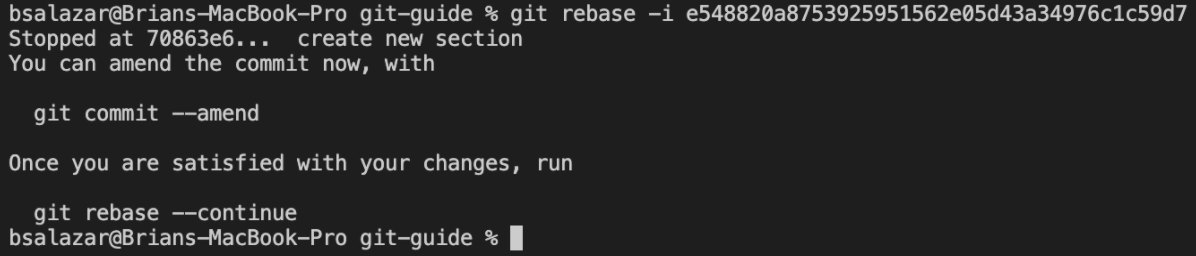 bsalazar@Brians-MacBook-Pro git-guide % git rebase -i e548820a8753925951562e05d43a34976c1c59d7
Stopped at 70863e6...  create new section
You can amend the commit now, with
  git commit --amend
Once you are satisfied with your changes, run
  git rebase --continue
bsalazar@Brians-MacBook-Pro git-guide %